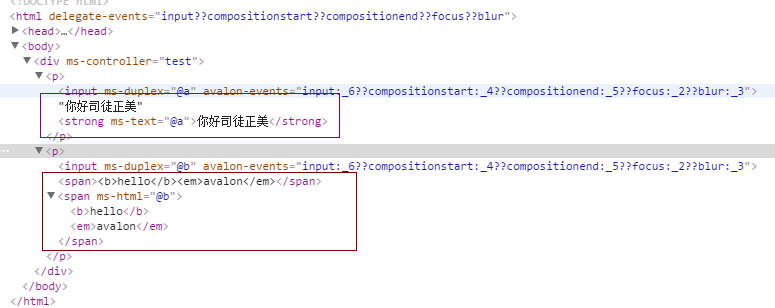 <!DOCTYPE html>
<html delegate-events="input??compositionstart??compositionend??focus??blur">
<head>…</head>
<body>
<div ms-controller="test">
<p>
<input ms-duplex="@a" avalon-events="input:_6??compositionstart:_4??compositionend:_5??focus:_2??blur:_3">
"你好司徒正美"
<strong ms-text="@a">你好司徒正美</strong>
</p>
<p>
<input ms-duplex="@b" avalon-events="input:_6??compositionstart:_4??compositionend:_5??focus:_2??blur:_3">
<span><b>hello</b><em>avalon</em></span>
<span ms-html="@b">
<b>hello</b>
<em>avalon</em>
</span>
</p>
</div>
</body>
</html>